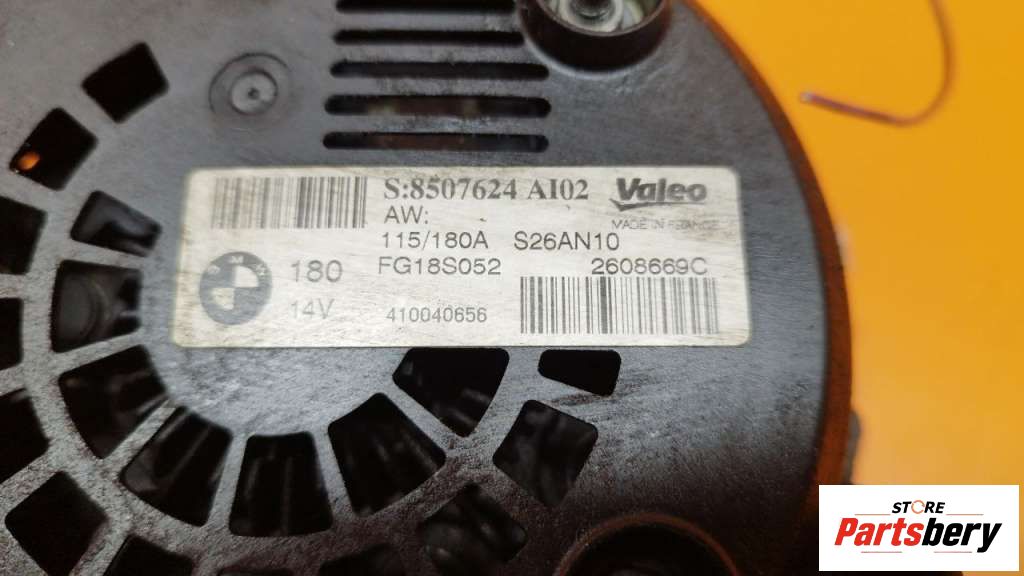 S:8507624 AI02 Valeo
AW: MADE IN FRANCE
115/180A S26AN10
180 FG18S052 2608669C
14V 410040656
STORE
Partsbery